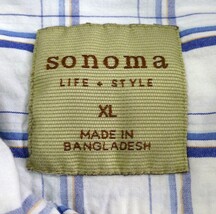 sonoma
LIFE + STYLE
XL
MADE IN
BANGLADESH